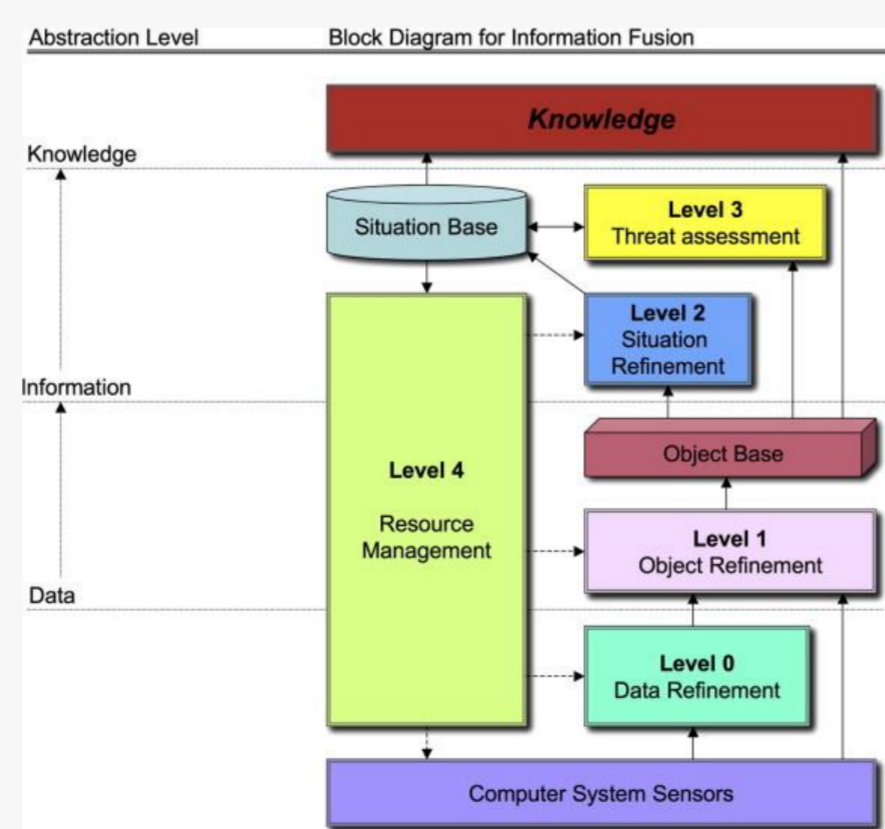 Abstraction Level
Block Diagram for Information Fusion
Knowledge
Knowledge
Situation Base
Level 3
Threat assessment
Level 2
Situation
Refinement
Information
Object Base
Level 4
Resource
Management
Level 1
Object Refinement
Data
Level 0
Data Refinement
Computer System Sensors